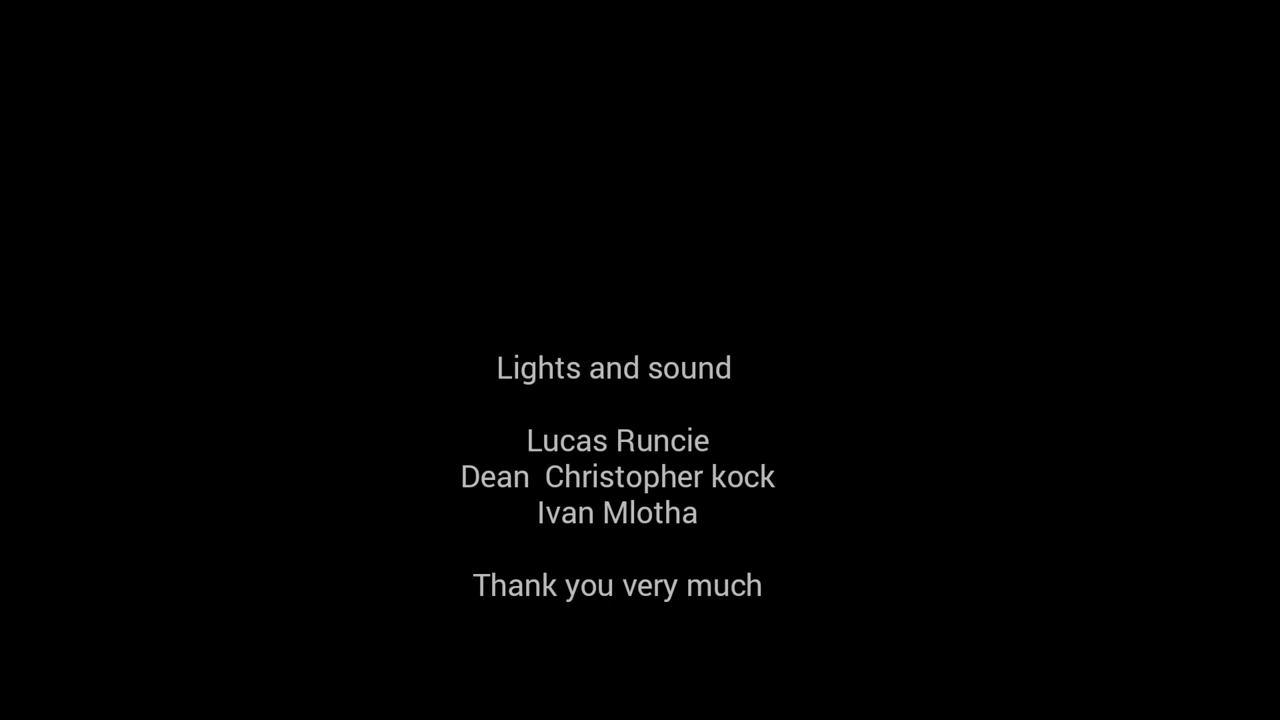 Lights and sound
Lucas Runcie
Dean  Christopher kock
Ivan Mlotha
Thank you very much